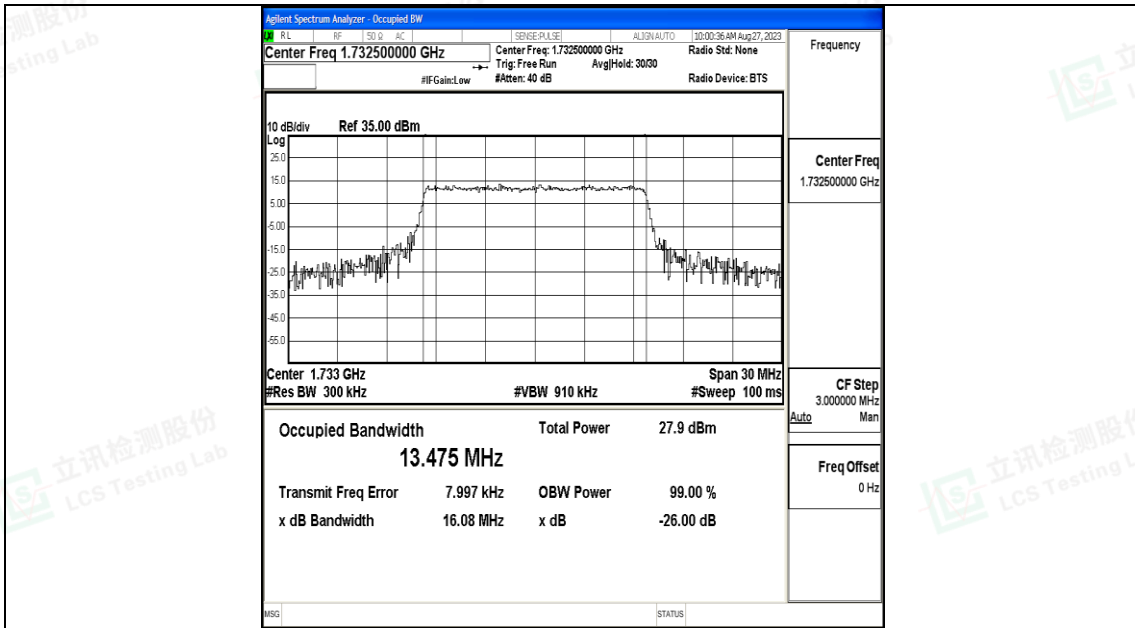 Agilent Spectrum Analyzer - Occupied BW
RL RF 50 Ω AC SENSE:PULSE ALIGN AUTO 10:00:36 AM Aug 27, 2023
Center Freq 1.732500000 GHz
Center Freq: 1.732500000 GHz Radio Std: None
Trig: Free Run Avg|Hold: 30/30
#IFGain:Low #Atten: 40 dB Radio Device: BTS
Frequency
10 dB/div Ref 35.00 dBm
Log
25.0
15.0
5.00
-5.00
-15.0
-25.0
-35.0
-45.0
-55.0
Center 1.733 GHz Span 30 MHz
#Res BW 300 kHz #VBW 910 kHz #Sweep 100 ms
Center Freq
1.732500000 GHz
CF Step
3.000000 MHz
Auto Man
Freq Offset
0 Hz
Occupied Bandwidth Total Power 27.9 dBm
13.475 MHz
Transmit Freq Error 7.997 kHz OBW Power 99.00 %
x dB Bandwidth 16.08 MHz x dB -26.00 dB
MSG STATUS
立讯检测股份
LCS Testing Lab
立讯检测股份
LCS Testing L